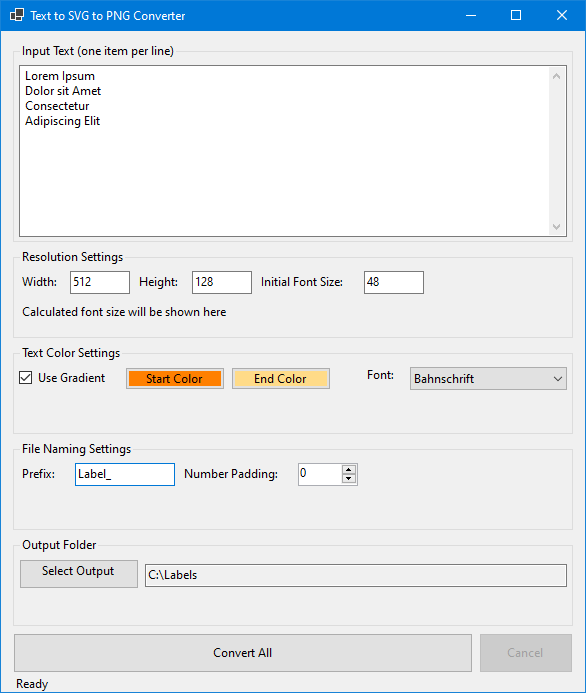 Text to SVG to PNG Converter
Input Text (one item per line)
Lorem Ipsum
Dolor sit Amet
Consectetur
Adipiscing Elit
Resolution Settings
Width: 512 Height: 128 Initial Font Size: 48
Calculated font size will be shown here
Text Color Settings
Use Gradient Start Color End Color Font: Bahnschrift
File Naming Settings
Prefix: Label_ Number Padding: 0
Output Folder
Select Output C:\Labels
Convert All Cancel
Ready